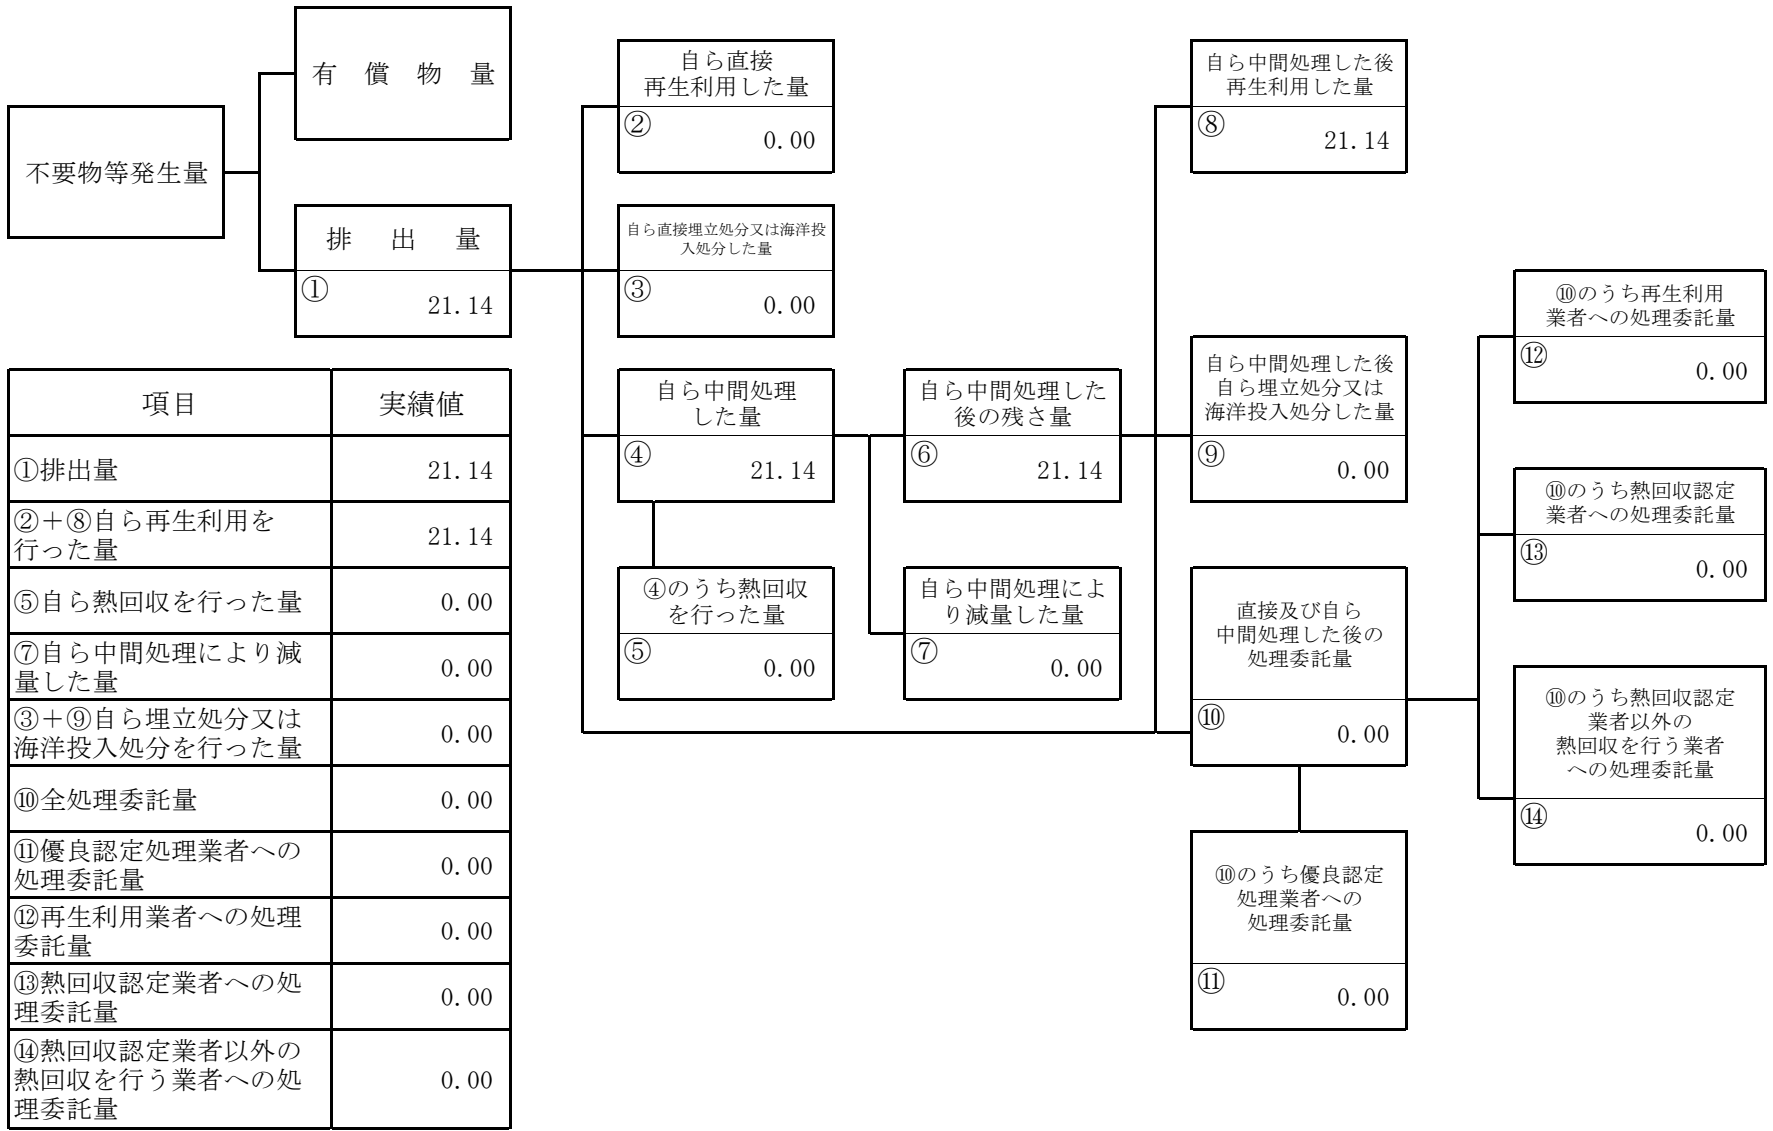 有償物量
不要物等発生量
排出量
①
21.14
自ら直接
再生利用した量
②
0.00
自ら直接埋立処分又は海洋投
入処分した量
③
0.00
自ら中間処理
した量
④
21.14
④のうち熱回収
を行った量
⑤
0.00
自ら中間処理した
後の残さ量
⑥
21.14
自ら中間処理によ
り減量した量
⑦
0.00
自ら中間処理した後
再生利用した量
⑧
21.14
自ら中間処理した後
自ら埋立処分又は
海洋投入処分した量
⑨
0.00
直接及び自ら
中間処理した後の
処理委託量
⑩
0.00
⑩のうち優良認定
処理業者への
処理委託量
⑪
0.00
⑩のうち再生利用
業者への処理委託量
⑫
0.00
⑩のうち熱回収認定
業者への処理委託量
⑬
0.00
⑩のうち熱回収認定
業者以外の
熱回収を行う業者
への処理委託量
⑭
0.00
項目 実績値
①排出量 21.14
②＋⑧自ら再生利用を
行った量 21.14
⑤自ら熱回収を行った量 0.00
⑦自ら中間処理により減
量した量 0.00
③＋⑨自ら埋立処分又は
海洋投入処分を行った量 0.00
⑩全処理委託量 0.00
⑪優良認定処理業者への
処理委託量 0.00
⑫再生利用業者への処理
委託量 0.00
⑬熱回収認定業者への処
理委託量 0.00
⑭熱回収認定業者以外の
熱回収を行う業者への処
理委託量 0.00